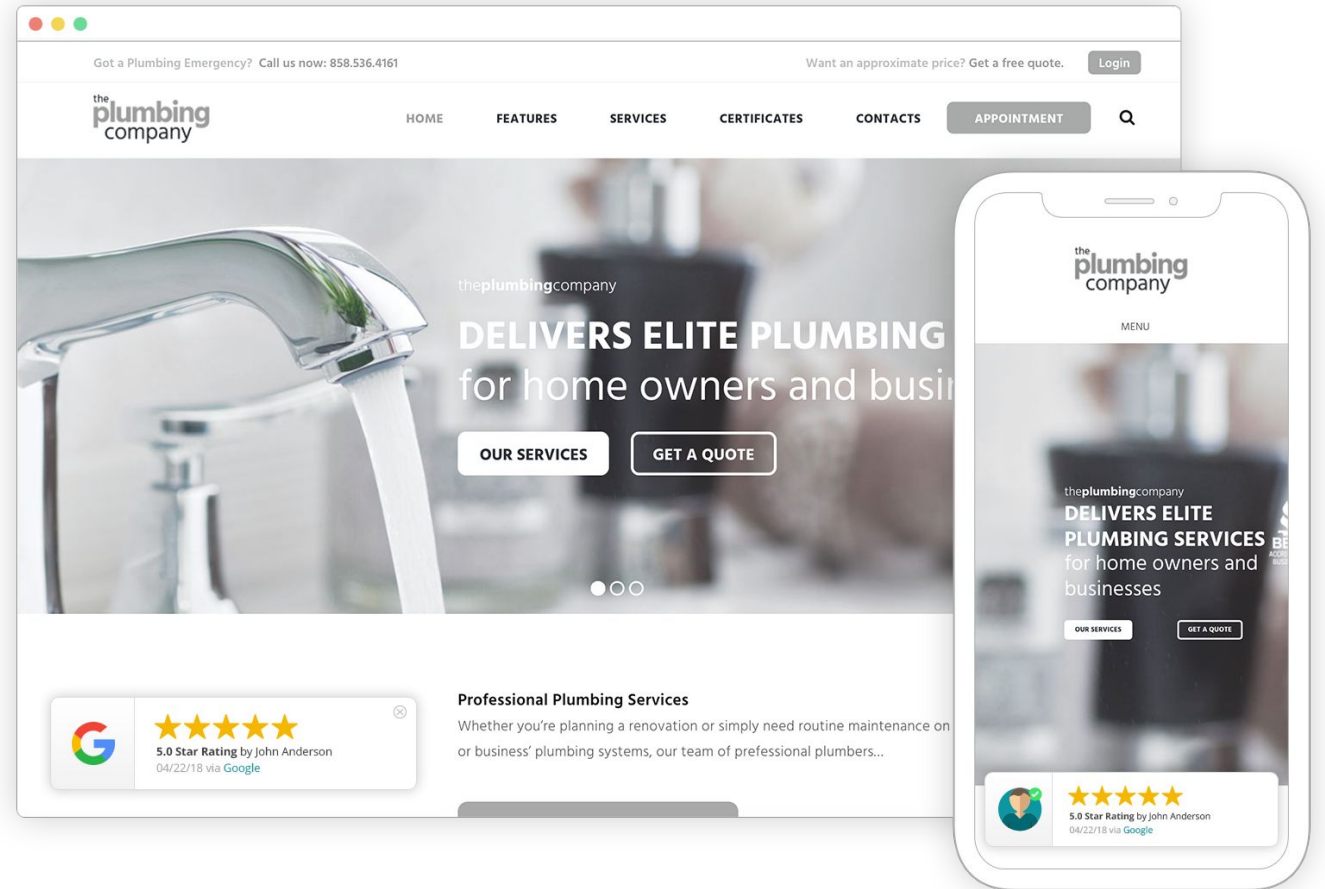 Got a Plumbing Emergency? Call us now: 858.536.4161
Want an approximate price? Get a free quote.
Login
the
plumbing
company
HOME
FEATURES
SERVICES
CERTIFICATES
CONTACTS
APPOINTMENT
theplumbingcompany
DELIVERS ELITE PLUMBING
for home owners and busi
OUR SERVICES
GET A QUOTE
5.0 Star Rating by John Anderson
04/22/18 via Google
Professional Plumbing Services
Whether you’re planning a renovation or simply need routine maintenance on
or business’ plumbing systems, our team of prefessional plumbers...
the
plumbing
company
MENU
theplumbingcompany
DELIVERS ELITE
PLUMBING SERVICES
for home owners and
businesses
OUR SERVICES
GET A QUOTE
5.0 Star Rating by John Anderson
04/22/18 via Google